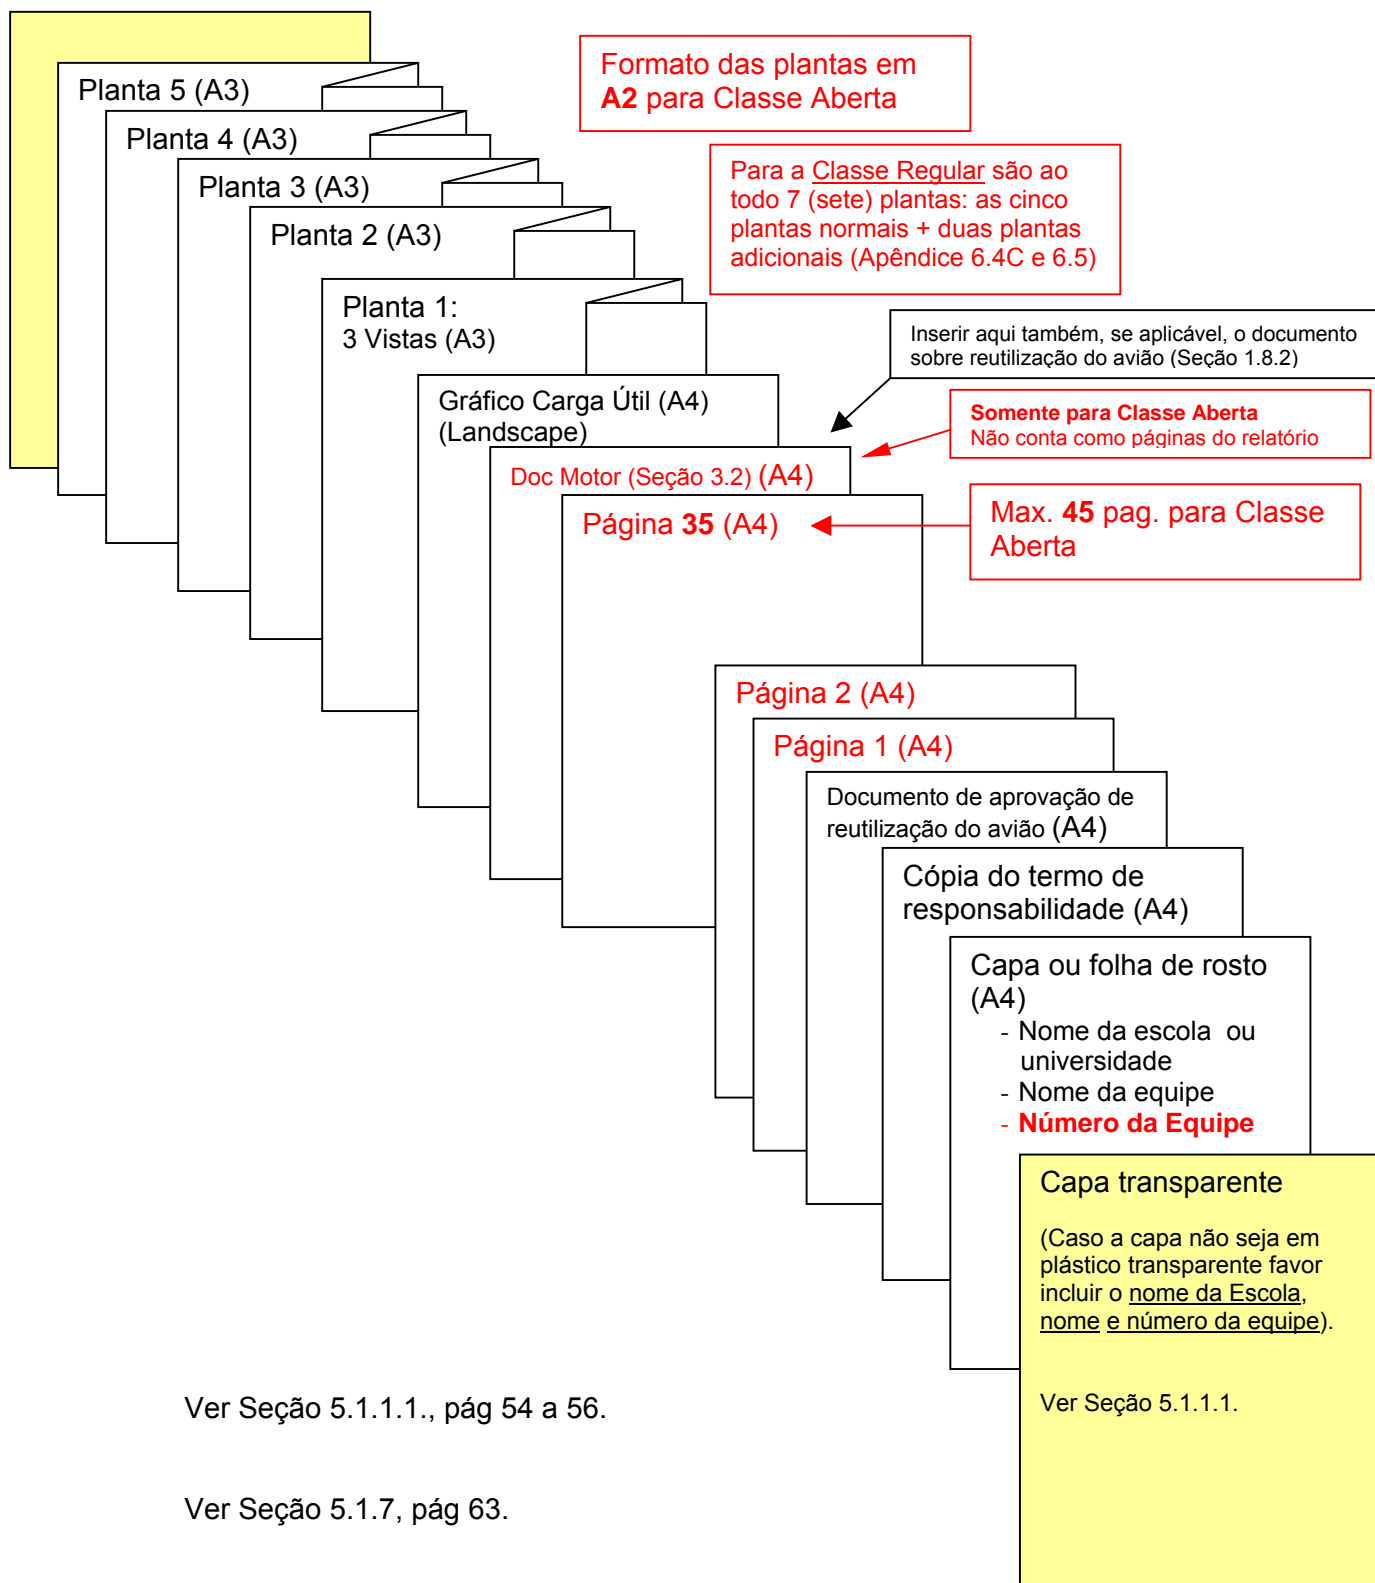 Formato das plantas em
A2 para Classe Aberta
Planta 5 (A3)
Planta 4 (A3)
Planta 3 (A3)
Para a Classe Regular são ao
todo 7 (sete) plantas: as cinco
plantas normais + duas plantas
adicionais (Apêndice 6.4C e 6.5)
Planta 2 (A3)
Planta 1:
3 Vistas (A3)
Inserir aqui também, se aplicável, o documento
sobre reutilização do avião (Seção 1.8.2)
Gráfico Carga Útil (A4)
(Landscape)
Somente para Classe Aberta
Não conta como páginas do relatório
Doc Motor (Seção 3.2) (A4)
Página 35 (A4)
Max. 45 pag. para Classe
Aberta
Página 2 (A4)
Página 1 (A4)
Documento de aprovação de
reutilização do avião (A4)
Cópia do termo de
responsabilidade (A4)
Capa ou folha de rosto
(A4)
- Nome da escola ou
universidade
- Nome da equipe
- Número da Equipe
Capa transparente
(Caso a capa não seja em
plástico transparente favor
incluir o nome da Escola,
nome e número da equipe).
Ver Seção 5.1.1.1.
Ver Seção 5.1.1.1., pág 54 a 56.
Ver Seção 5.1.7, pág 63.